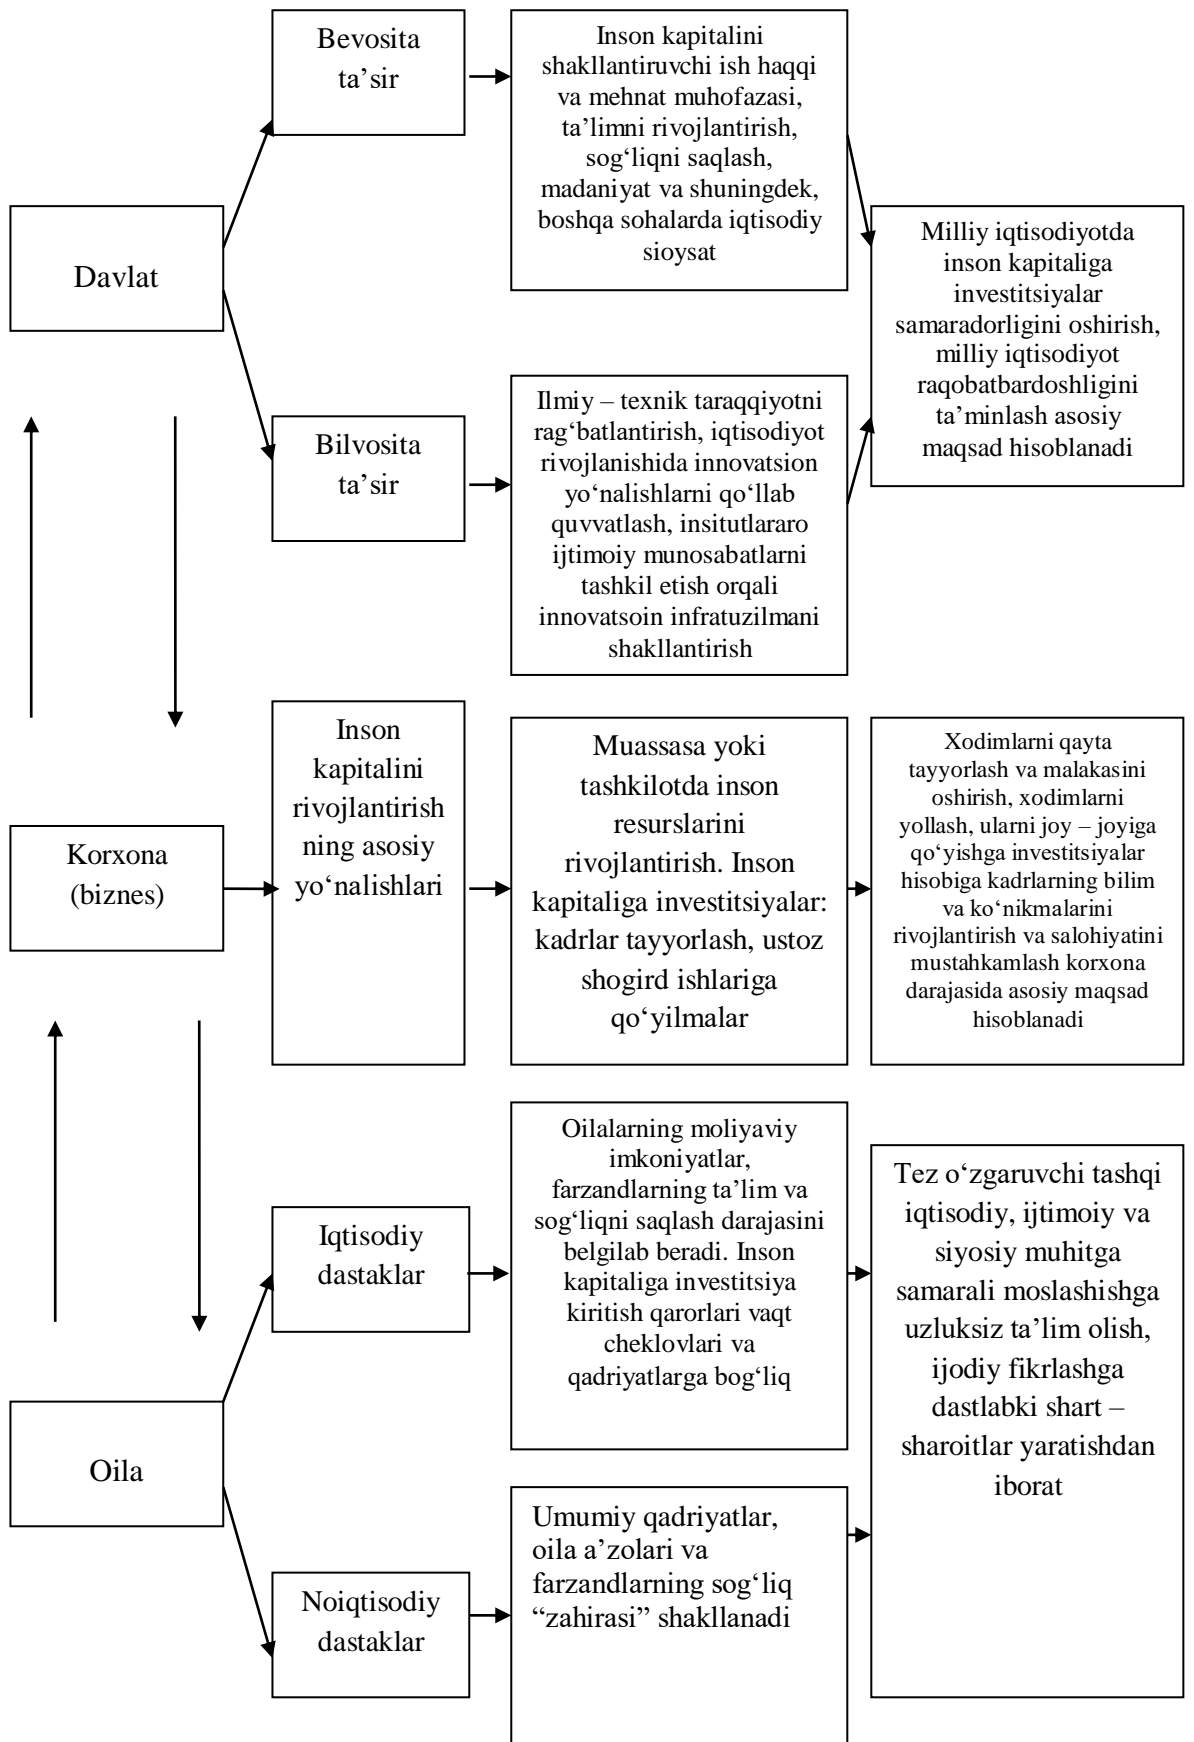 Bevosita
ta’sir
Inson kapitalini
shakllantiruvchi ish haqqi
va mehnat muhofazasi,
ta’limni rivojlantirish,
sog‘liqni saqlash,
madaniyat va shuningdek,
boshqa sohalarda iqtisodiy
sioysat
Davlat
Milliy iqtisodiyotda
inson kapitaliga
investitsiyalar
samaradorligini oshirish,
milliy iqtisodiyot
raqobatbardoshligini
ta’minlash asosiy
maqsad hisoblanadi
Bilvosita
ta’sir
Ilmiy – texnik taraqqiyotni
rag‘batlantirish, iqtisodiyot
rivojlanishida innovatsion
yo‘nalishlarni qo‘llab
quvvatlash, insitutlararo
ijtimoiy munosabatlarni
tashkil etish orqali
innovatsoin infratuzilmani
shakllantirish
Korxona
(biznes)
Inson
kapitalini
rivojlantirish
ning asosiy
yo‘nalishlari
Muassasa yoki
tashkilotda inson
resurslarini
rivojlantirish. Inson
kapitaliga investitsiyalar:
kadrlar tayyorlash, ustoz
shogird ishlariga
qo‘yilmalar
Xodimlarni qayta
tayyorlash va malakasini
oshirish, xodimlarni
yollash, ularni joy – joyiga
qo‘yishga investitsiyalar
hisobiga kadrlarning bilim
va ko‘nikmalarini
rivojlantirish va salohiyatini
mustahkamlash korxona
darajasida asosiy maqsad
hisoblanadi
Oila
Iqtisodiy
dastaklar
Oilalarning moliyaviy
imkoniyatlar,
farzandlarning ta’lim va
sog‘liqni saqlash darajasini
belgilab beradi. Inson
kapitaliga investitsiya
kiritish qarorlari vaqt
cheklovlari va
qadriyatlarga bog‘liq
Tez o‘zgaruvchi tashqi
iqtisodiy, ijtimoiy va
siyosiy muhitga
samarali moslashishga
uzluksiz ta’lim olish,
ijodiy fikrlashga
dastlabki shart –
sharoitlar yaratishdan
iborat
Noiqtisodiy
dastaklar
Umumiy qadriyatlar,
oila a’zolari va
farzandlarning sog‘liq
“zahirasi” shakllanadi